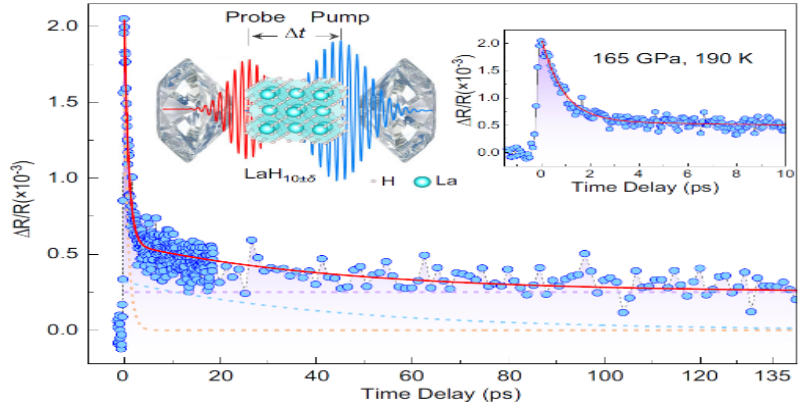 Probe Pump
Δt
LaH10±δ
H La
165 GPa, 190 K
ΔR/R(×10⁻³)
2.0
1.5
1.0
0.5
0.0
0 2 4 6 8 10
Time Delay (ps)
ΔR/R(×10⁻³)
2.0
1.5
1.0
0.5
0.0
0 20 40 60 80 100 120 135
Time Delay (ps)